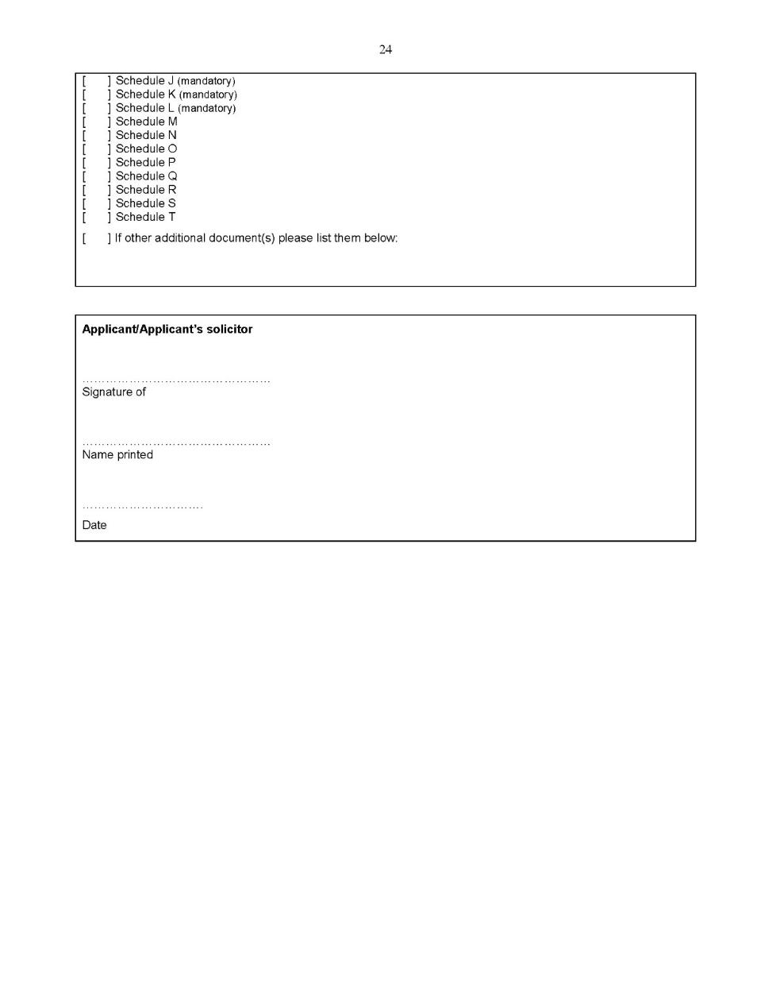 24
[ ] Schedule J (mandatory)
[ ] Schedule K (mandatory)
[ ] Schedule L (mandatory)
[ ] Schedule M
[ ] Schedule N
[ ] Schedule O
[ ] Schedule P
[ ] Schedule Q
[ ] Schedule R
[ ] Schedule S
[ ] Schedule T
[ ] If other additional document(s) please list them below:
Applicant/Applicant's solicitor
................................................
Signature of
................................................
Name printed
...............................
Date